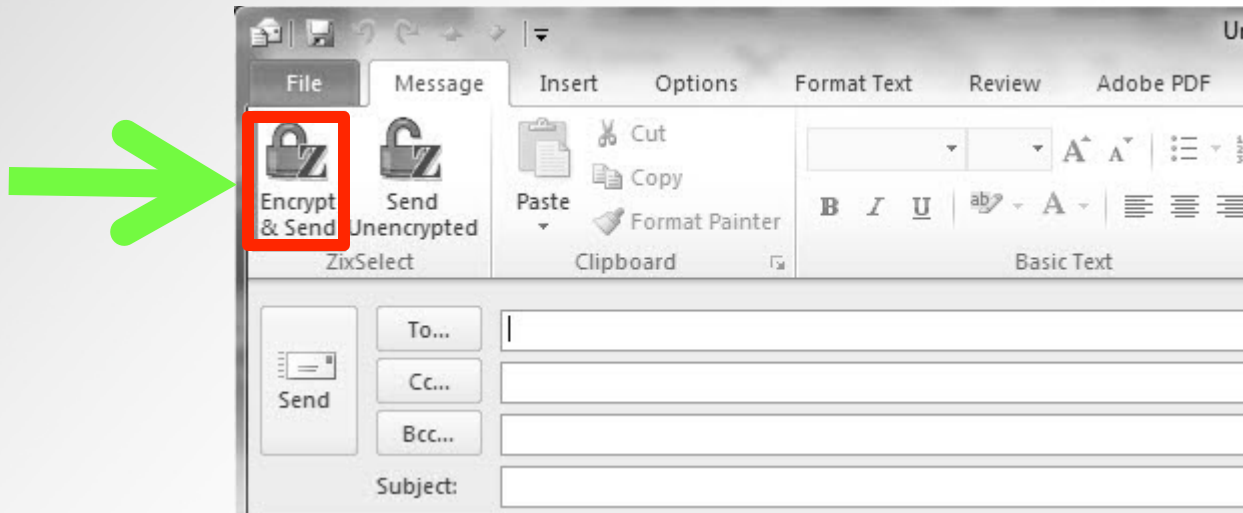 Un
File Message Insert Options Format Text Review Adobe PDF
Encrypt
& Send
Send
Unencrypted
Paste
Cut
Copy
Format Painter
B I U
ZixSelect Clipboard Basic Text
Send
To...
Cc...
Bcc...
Subject: